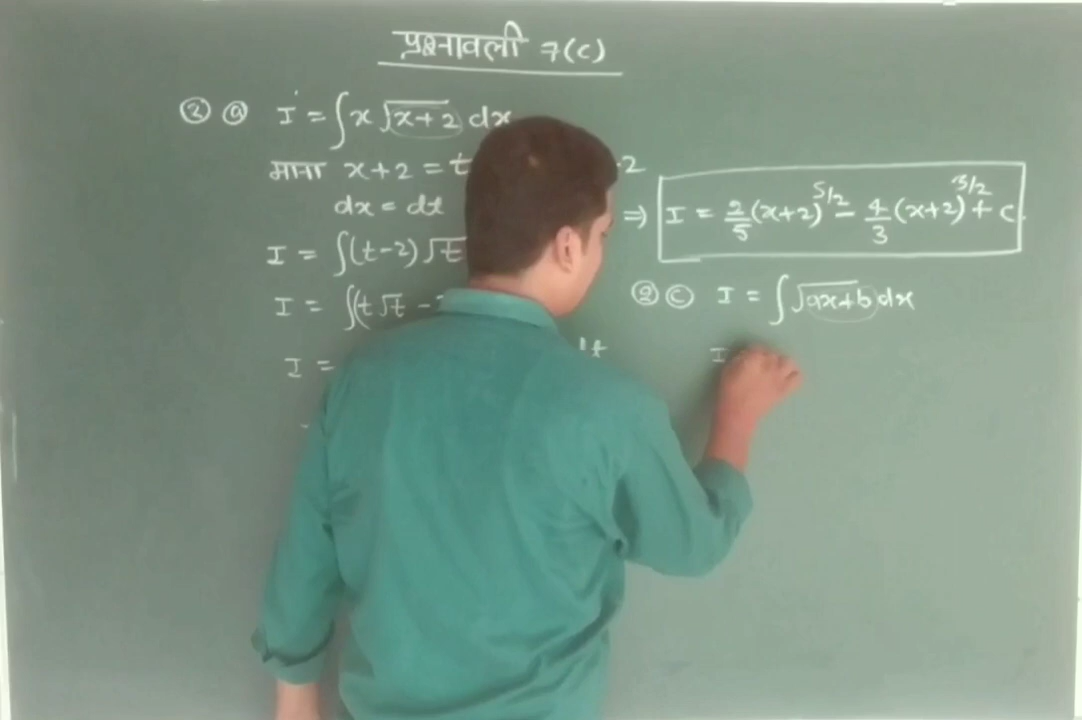 प्रश्नावली 7(C)
② ⓐ I = ∫x √(x+2) dx
माना x+2 = t
dx = dt
I = ∫(t-2) √t
I = ∫(t√t -
I =
2
⇒ I = 2/5 (x+2)^5/2 - 4/3 (x+2)^3/2 + C
② ⓒ I = ∫√(ax+b) dx
I